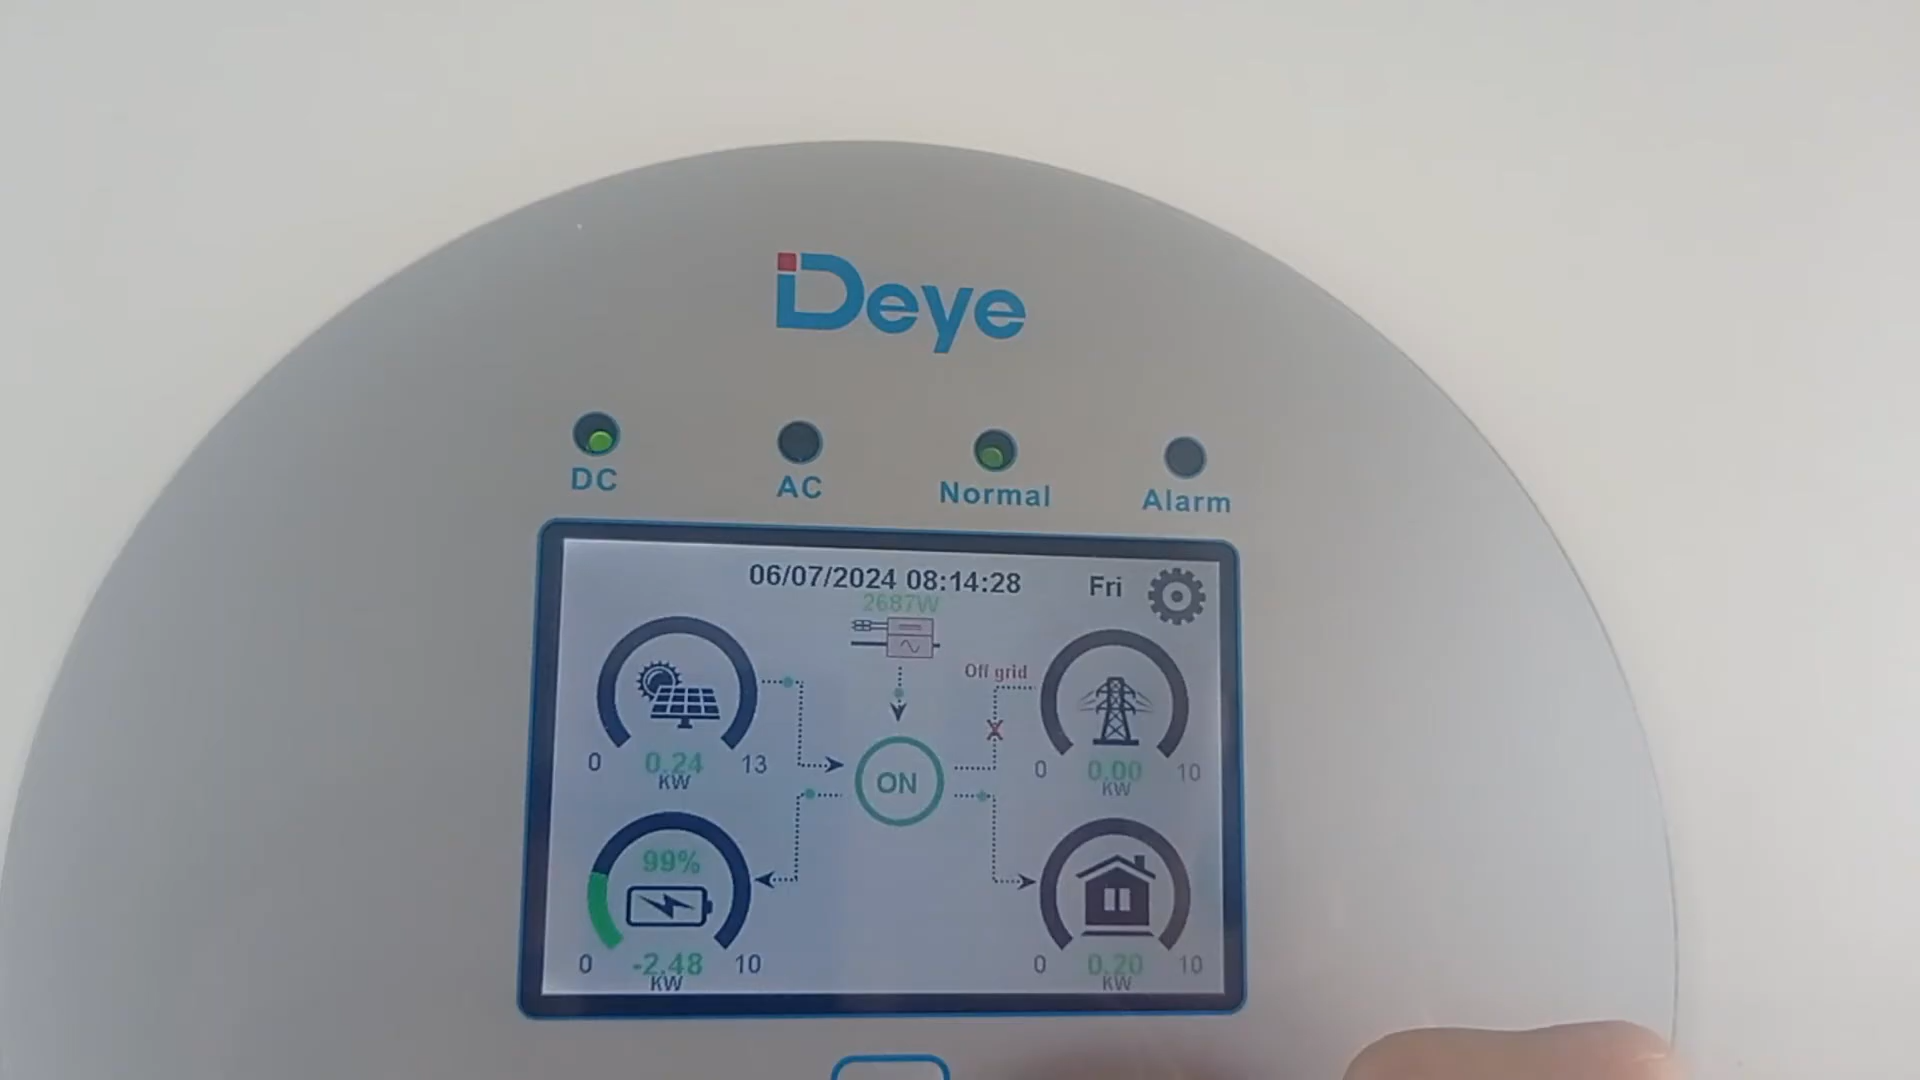 Deye
DC AC Normal Alarm
06/07/2024 08:14:28 Fri
2687W
Off grid
0 0.24 13
KW
0 0.00 10
KW
ON
99%
0 -2.48 10
KW
0 0.20 10
KW